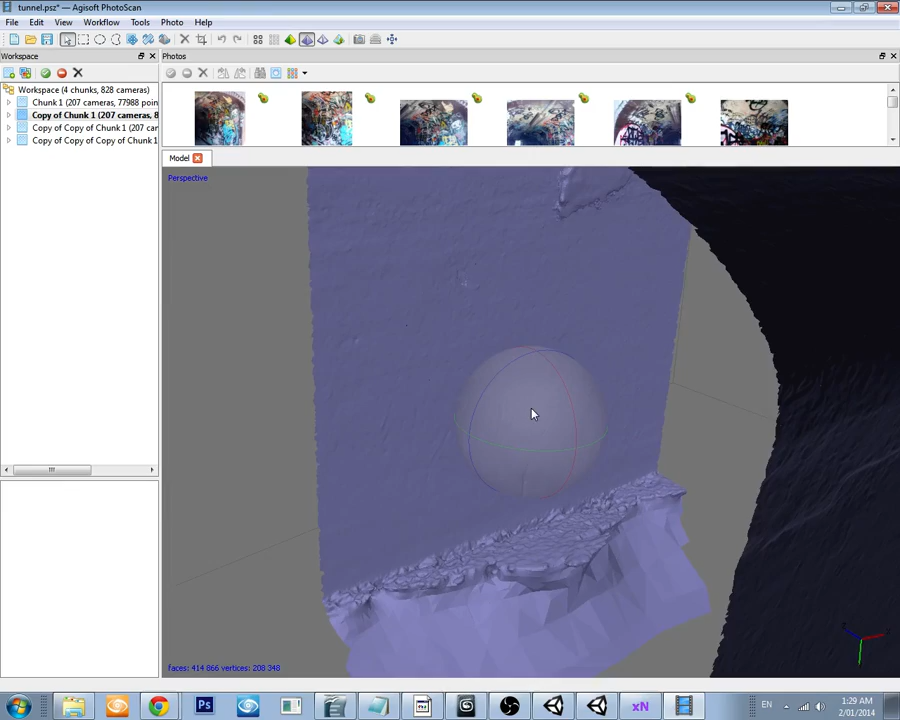 tunnel.psz* — Agisoft PhotoScan
File Edit View Workflow Tools Photo Help
Workspace
Photos
Workspace (4 chunks, 828 cameras)
Chunk 1 (207 cameras, 77988 poin
Copy of Chunk 1 (207 cameras, 8
Copy of Copy of Chunk 1 (207 car
Copy of Copy of Copy of Chunk 1
Model
Perspective
faces: 414 866 vertices: 208 348
Ps
xN
EN
1:29 AM
2/01/2014